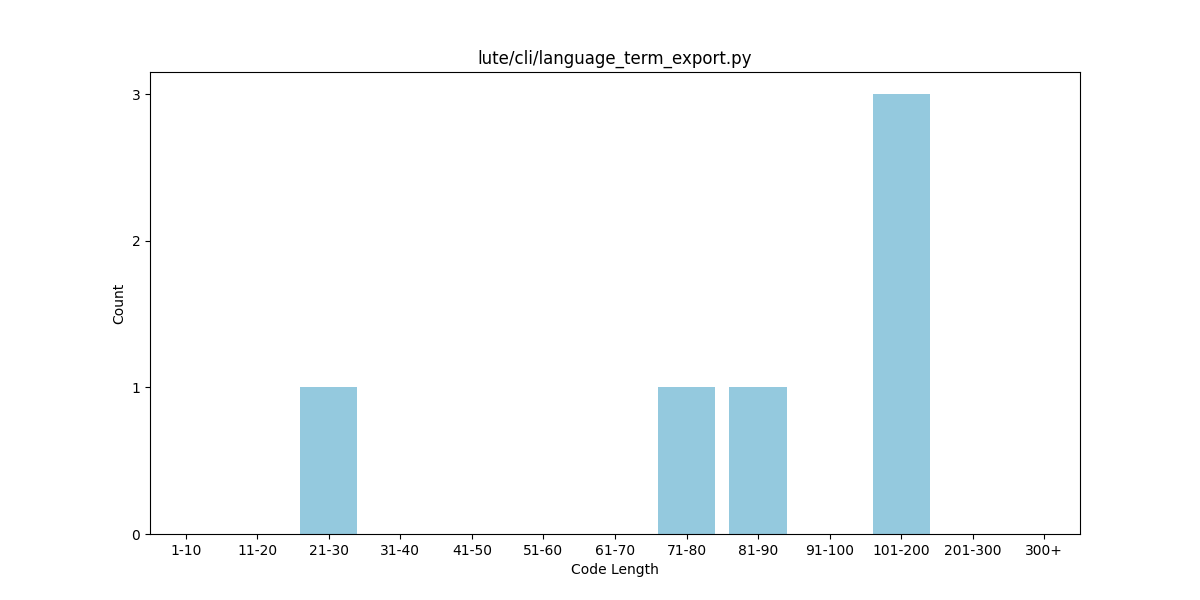 lute/cli/language_term_export.py
3
2
1
0
Count
1-10 11-20 21-30 31-40 41-50 51-60 61-70 71-80 81-90 91-100 101-200 201-300 300+
Code Length